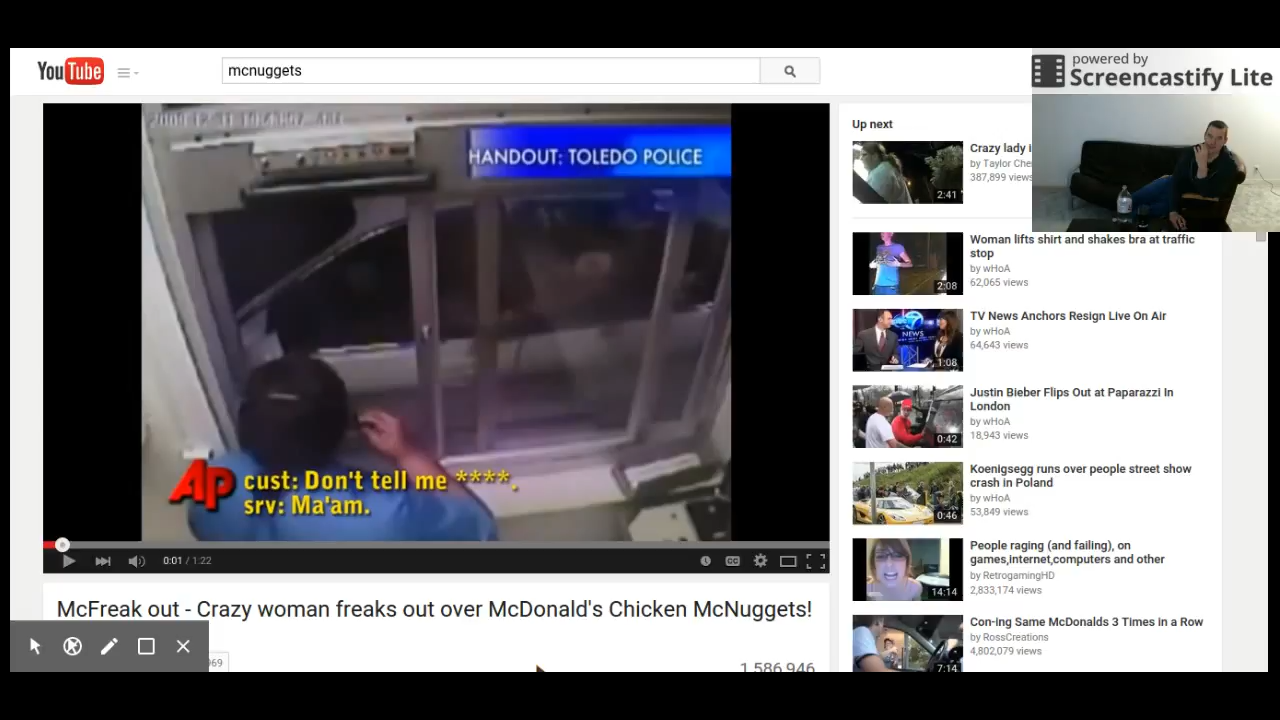 YouTube
mcnuggets
powered by
Screencastify Lite
HANDOUT: TOLEDO POLICE
AP
cust: Don't tell me ****.
srv: Ma'am.
0:01 / 1:22
CC
McFreak out - Crazy woman freaks out over McDonald's Chicken McNuggets!
969
1,586,946
Up next
Crazy lady i
by Taylor Che
387,899 views
2:41
Woman lifts shirt and shakes bra at traffic
stop
by wHoA
62,065 views
2:08
TV News Anchors Resign Live On Air
by wHoA
64,643 views
NEWS
1:08
Justin Bieber Flips Out at Paparazzi In
London
by wHoA
18,943 views
0:42
Koenigsegg runs over people street show
crash in Poland
by wHoA
53,849 views
0:46
People raging (and failing), on
games,internet,computers and other
by RetrogamingHD
2,833,174 views
14:14
Con-ing Same McDonalds 3 Times in a Row
by RossCreations
4,802,079 views
7:14